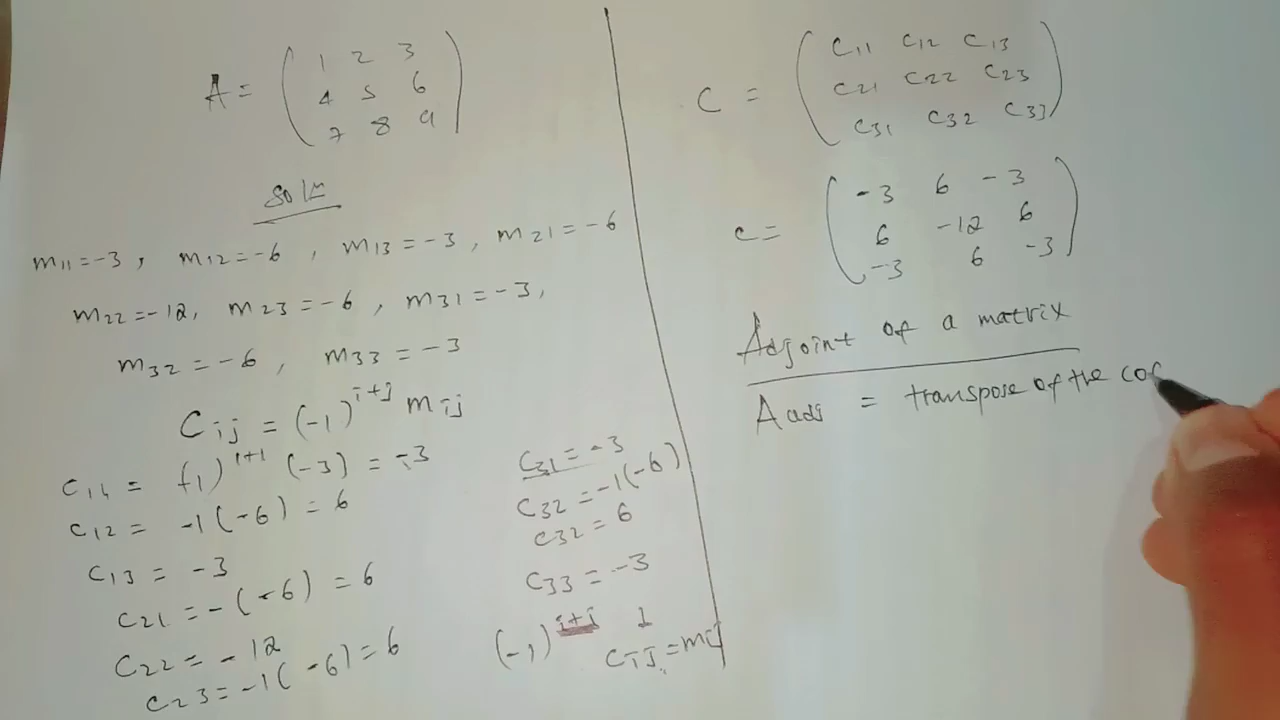 A = ( 1 2 3
4 5 6
7 8 9 )
Soln
m11=-3, m12=-6, m13=-3, m21=-6
m22=-12, m23=-6, m31=-3,
m32=-6, m33=-3
Cij = (-1)^i+j mij
C11 = (-1)^1+1 (-3) = -3
C12 = -1(-6) = 6
C13 = -3
C21 = -(-6) = 6
C22 = -12
C23 = -1(-6) = 6
C31 = -3
C32 = -1(-6)
C32 = 6
C33 = -3
(-1)^i+j 1
Cij = mij
C = ( C11 C12 C13
C21 C22 C23
C31 C32 C33 )
C = ( -3 6 -3
6 -12 6
-3 6 -3 )
Adjoint of a matrix
A adj = transpose of the cof